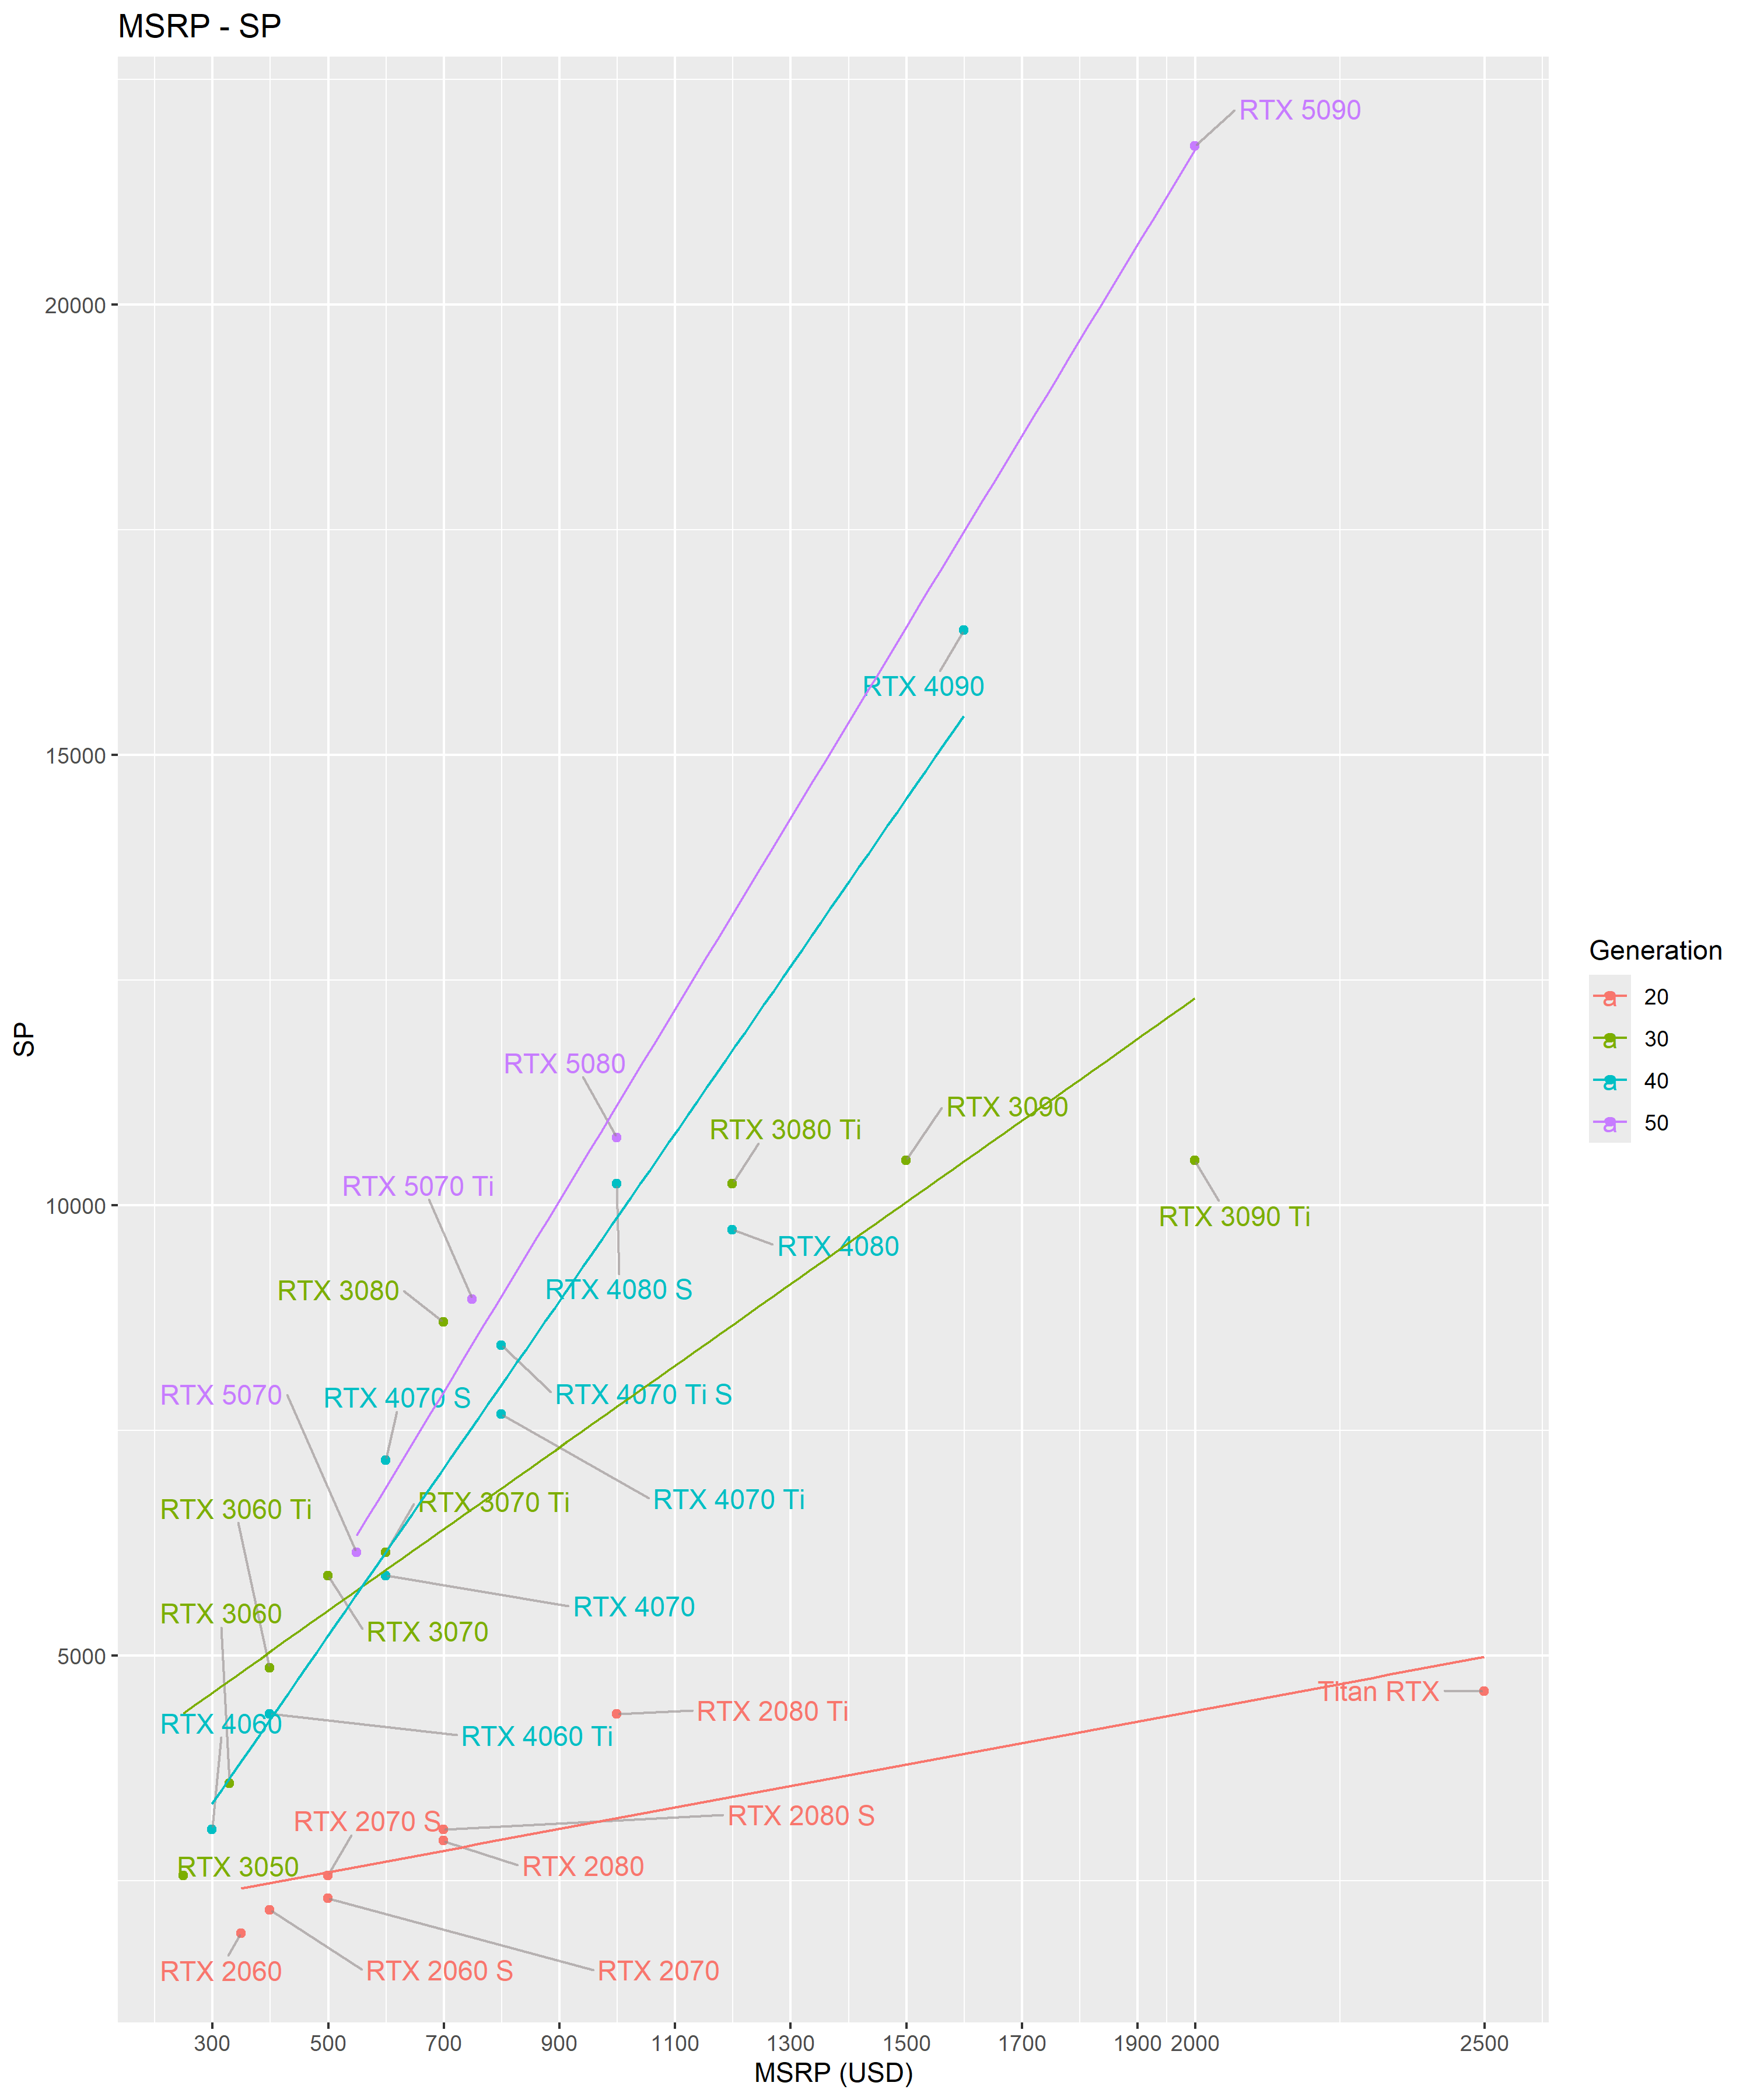 MSRP - SP
RTX 5090
20000
RTX 4090
15000
SP
RTX 5080
RTX 3090
RTX 3080 Ti
RTX 5070 Ti
10000
RTX 3090 Ti
RTX 4080
RTX 3080
RTX 4080 S
RTX 5070
RTX 4070 S
RTX 4070 Ti S
RTX 3060 Ti
RTX 3070 Ti
RTX 4070 Ti
RTX 3060
RTX 4070
RTX 3070
5000
Titan RTX
RTX 2080 Ti
RTX 4060
RTX 4060 Ti
RTX 2070 S
RTX 2080 S
RTX 3050
RTX 2080
RTX 2060
RTX 2060 S
RTX 2070
300 500 700 900 1100 1300 1500 1700 1900 2000 2500
MSRP (USD)
Generation
a 20
a 30
a 40
a 50